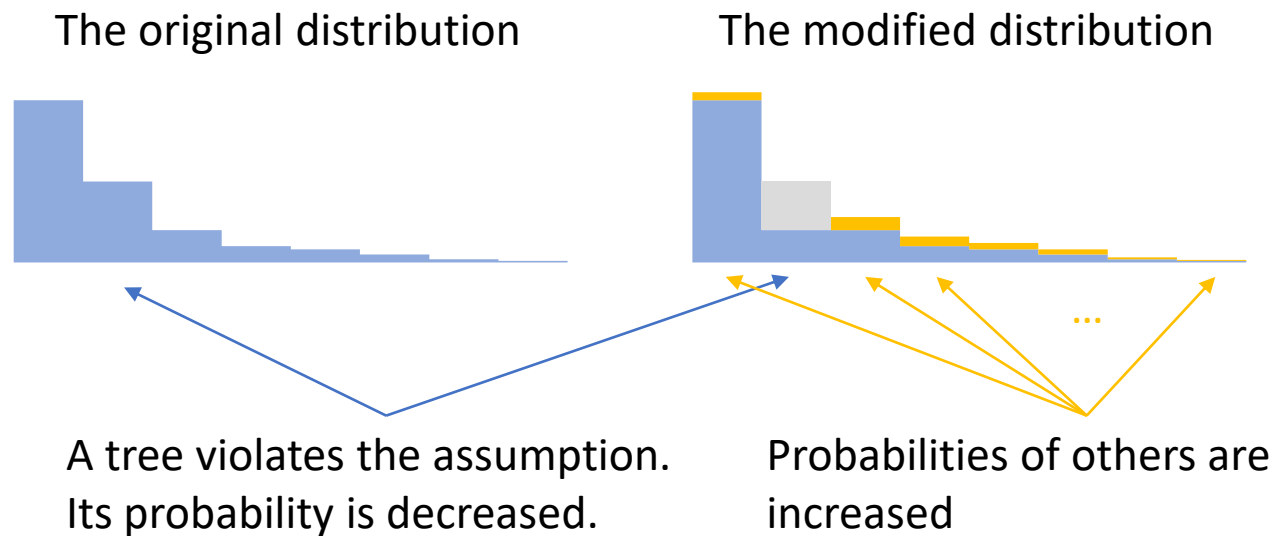 The original distribution
The modified distribution
...
A tree violates the assumption.
Its probability is decreased.
Probabilities of others are
increased